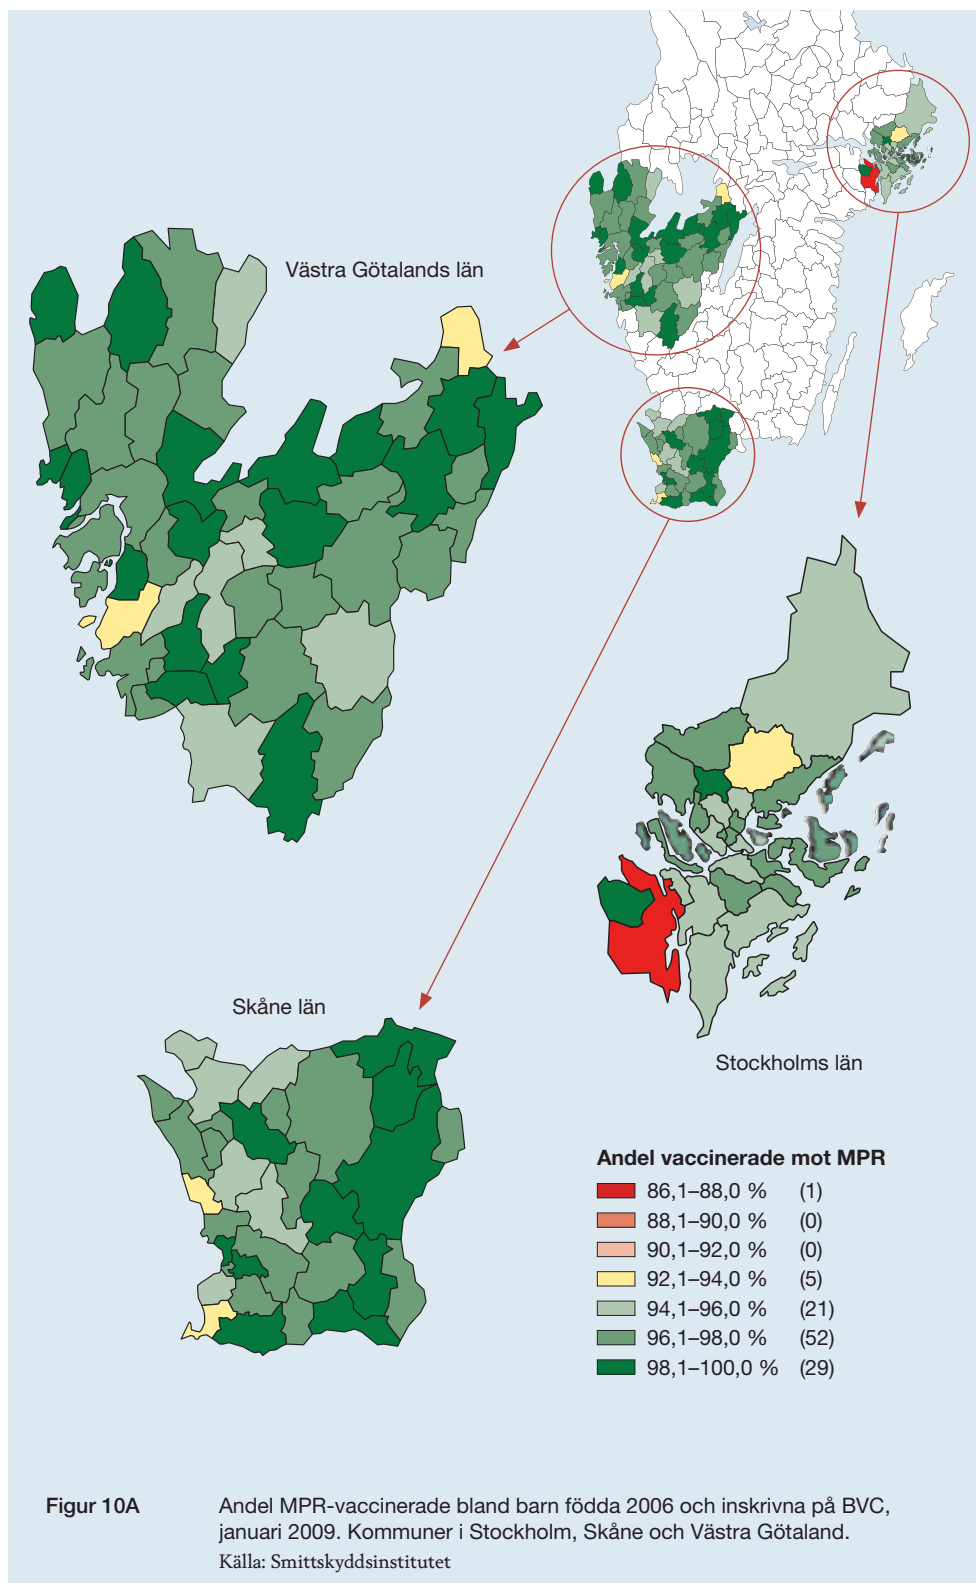 Västra Götalands län
Skåne län
Stockholms län
Andel vaccinerade mot MPR
86,1–88,0 % (1)
88,1–90,0 % (0)
90,1–92,0 % (0)
92,1–94,0 % (5)
94,1–96,0 % (21)
96,1–98,0 % (52)
98,1–100,0 % (29)
Figur 10A Andel MPR-vaccinerade bland barn födda 2006 och inskrivna på BVC,
januari 2009. Kommuner i Stockholm, Skåne och Västra Götaland.
Källa: Smittskyddsinstitutet